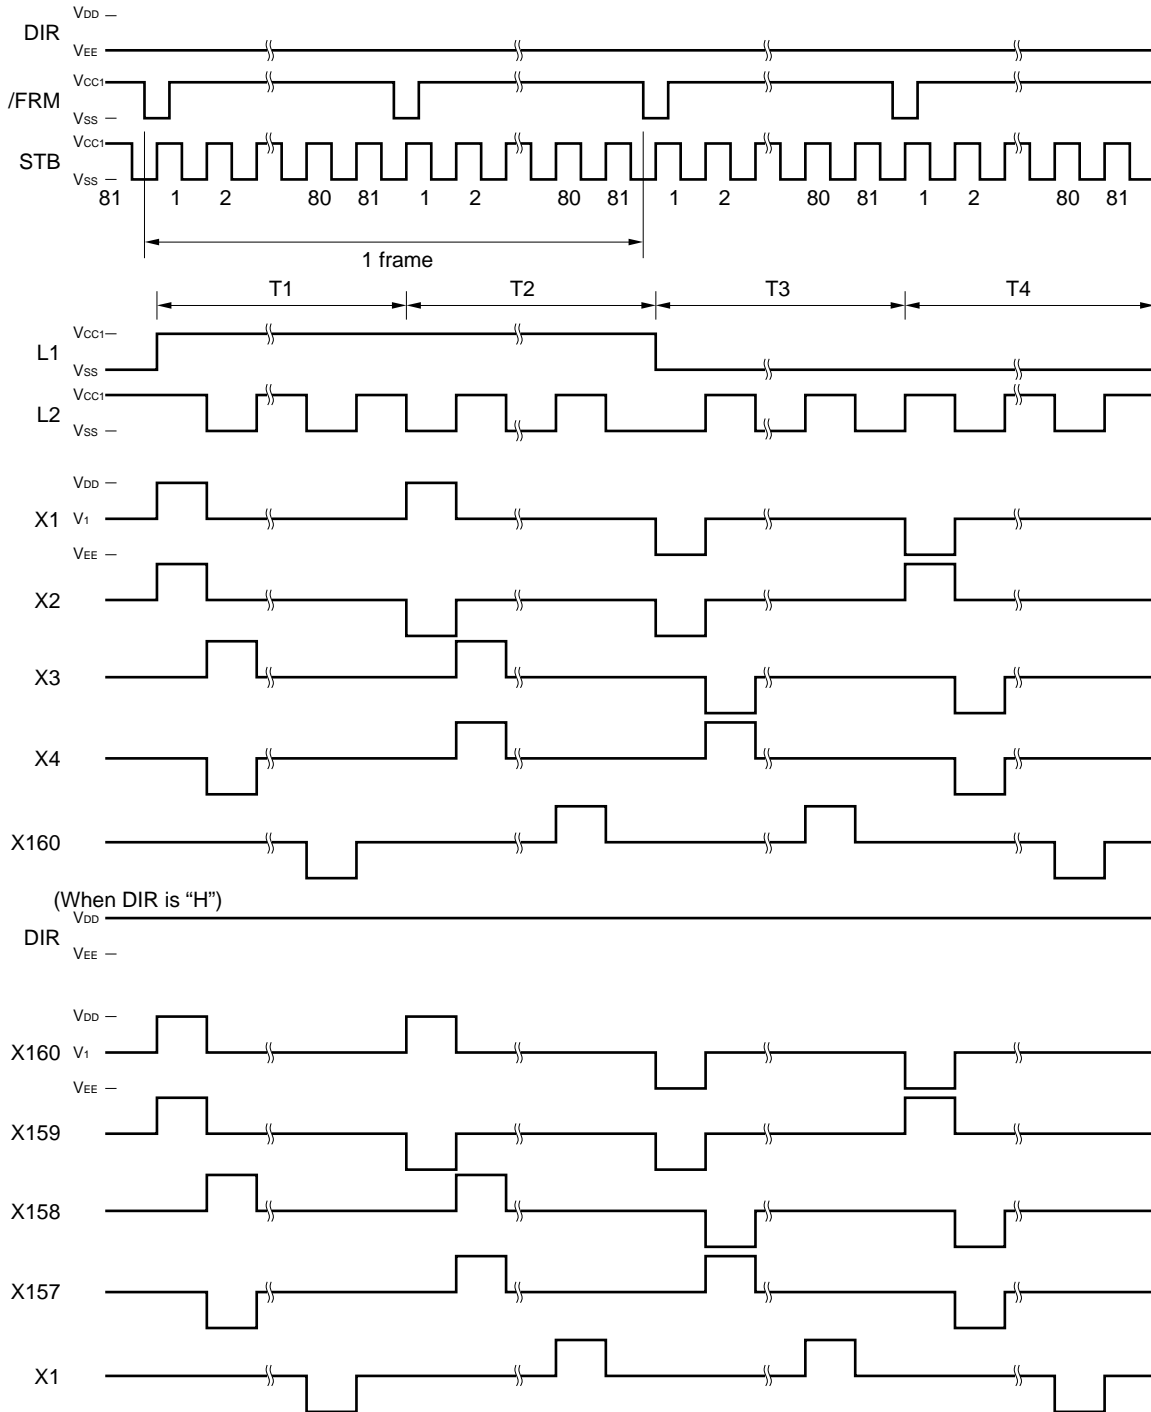 VDD
DIR
VEE
VCC1
/FRM
VSS
VCC1
STB
VSS
81 1 2 80 81 1 2 80 81 1 2 80 81 1 2 80 81
1 frame
T1 T2 T3 T4
VCC1
L1
VSS
VCC1
L2
VSS
VDD
X1 V1
VEE
X2
X3
X4
X160
(When DIR is “H”)
VDD
DIR
VEE
VDD
X160 V1
VEE
X159
X158
X157
X1